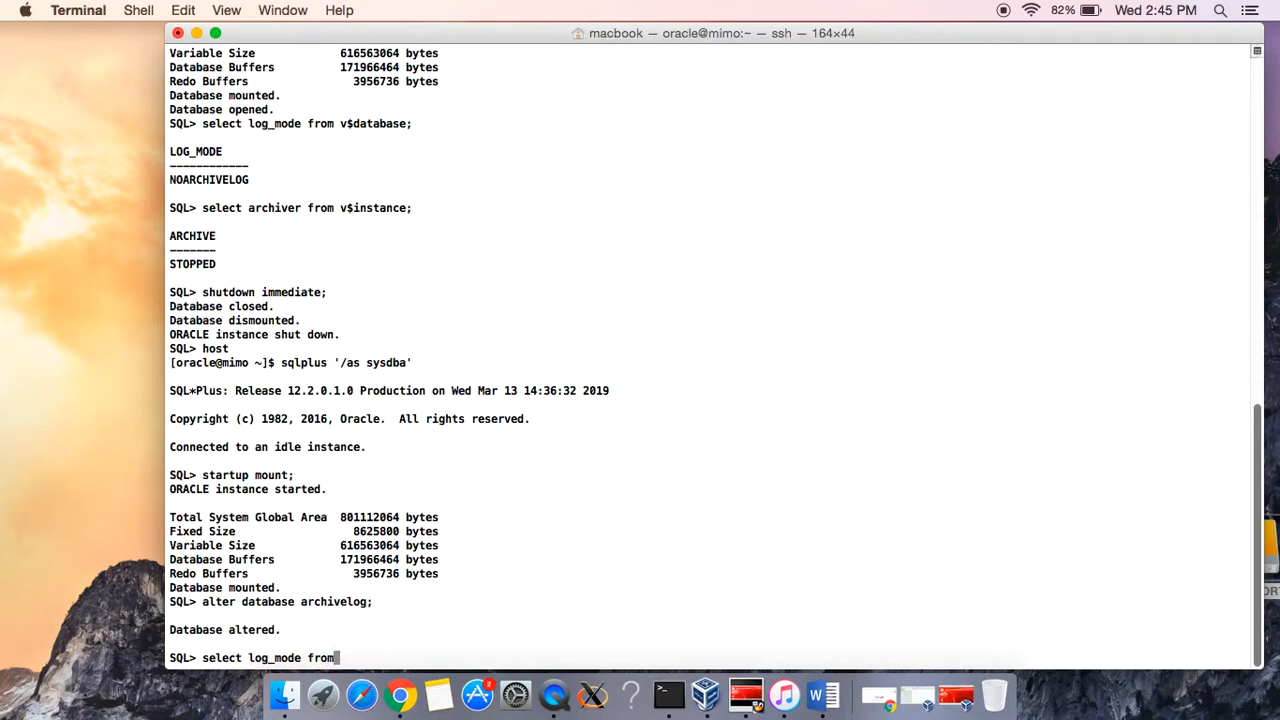 Terminal Shell Edit View Window Help 82% Wed 2:45 PM
macbook — oracle@mimo:~ — ssh — 164×44
Variable Size 616563064 bytes
Database Buffers 171966464 bytes
Redo Buffers 3956736 bytes
Database mounted.
Database opened.
SQL> select log_mode from v$database;
LOG_MODE
------------
NOARCHIVELOG
SQL> select archiver from v$instance;
ARCHIVE
-------
STOPPED
SQL> shutdown immediate;
Database closed.
Database dismounted.
ORACLE instance shut down.
SQL> host
[oracle@mimo ~]$ sqlplus '/as sysdba'
SQL*Plus: Release 12.2.0.1.0 Production on Wed Mar 13 14:36:32 2019
Copyright (c) 1982, 2016, Oracle.  All rights reserved.
Connected to an idle instance.
SQL> startup mount;
ORACLE instance started.
Total System Global Area 801112064 bytes
Fixed Size 8625800 bytes
Variable Size 616563064 bytes
Database Buffers 171966464 bytes
Redo Buffers 3956736 bytes
Database mounted.
SQL> alter database archivelog;
Database altered.
SQL> select log_mode from
2